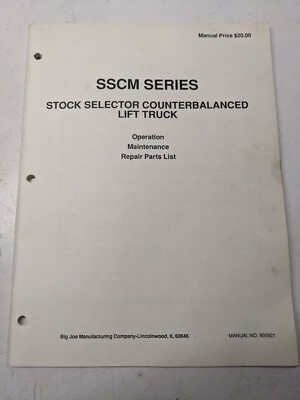 Manual Price $20.00
SSCM SERIES
STOCK SELECTOR COUNTERBALANCED
LIFT TRUCK
Operation
Maintenance
Repair Parts List
Big Joe Manufacturing Company-Lincolnwood, IL 60646
MANUAL NO. 900921